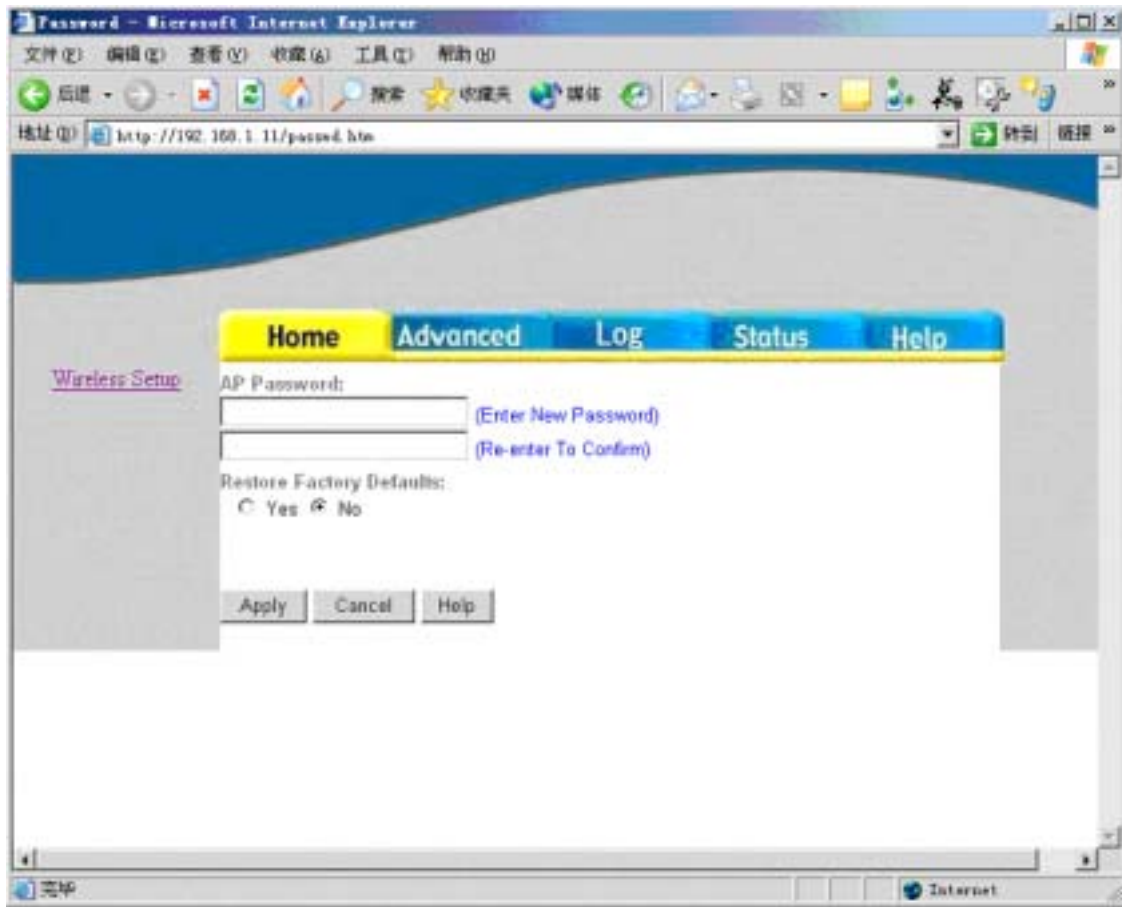 Password - Microsoft Internet Explorer
文件(F) 编辑(E) 查看(V) 收藏(A) 工具(T) 帮助(H)
后退 搜索 收藏夹 媒体
地址(D) http://192.168.1.11/passwd.htm 转到 链接 »
Home Advanced Log Status Help
Wireless Setup
AP Password:
(Enter New Password)
(Re-enter To Confirm)
Restore Factory Defaults:
Yes No
Apply Cancel Help
完毕 Internet